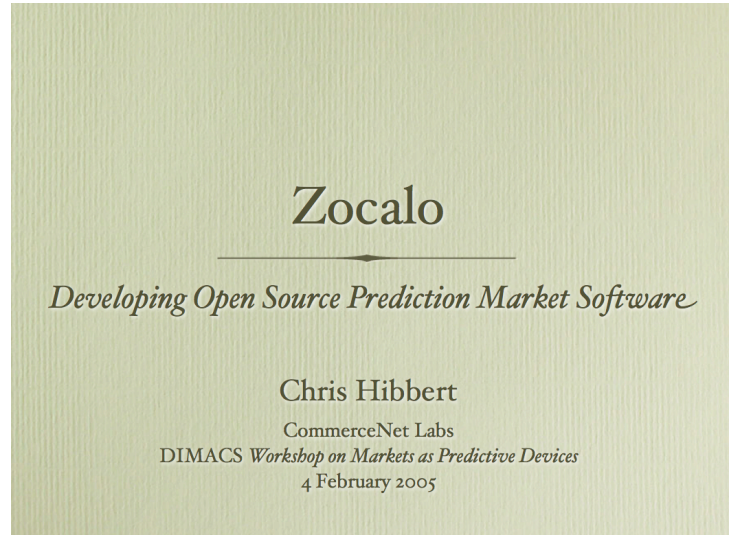 Zocalo
Developing Open Source Prediction Market Software
Chris Hibbert
CommerceNet Labs
DIMACS Workshop on Markets as Predictive Devices
4 February 2005